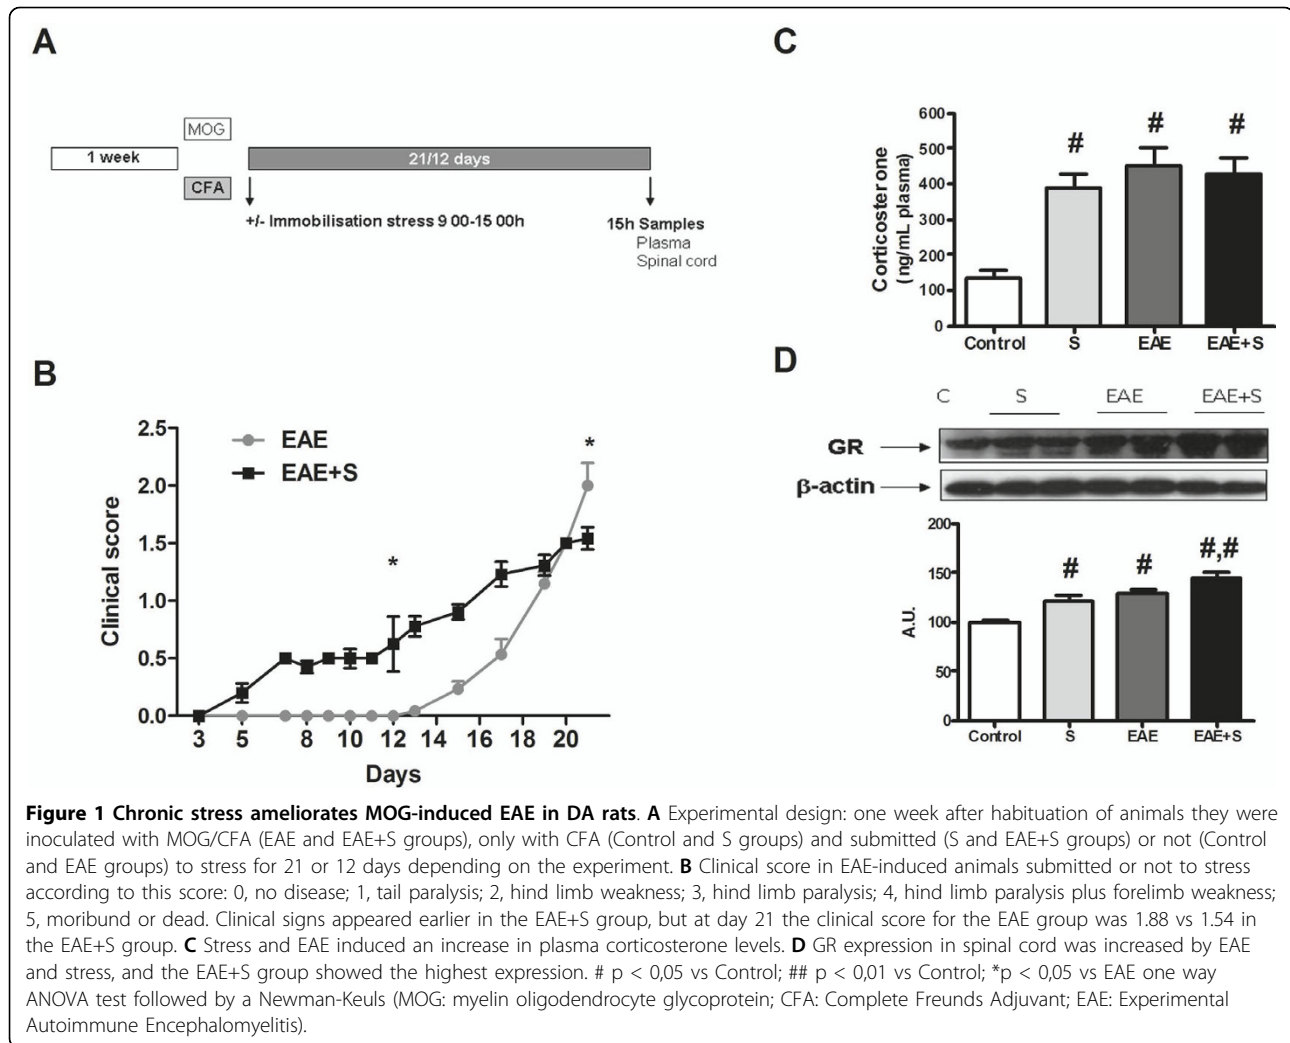 A
MOG
1 week
21/12 days
CFA
+/- Immobilisation stress 9 00-15 00h
15h Samples
Plasma
Spinal cord
B
2.5
2.0
1.5
1.0
0.5
0.0
Clinical score
EAE
EAE+S
*
*
3 5 8 10 12 14 16 18 20
Days
C
600
500
400
300
200
100
0
Corticosterone
(ng/mL plasma)
# # #
Control S EAE EAE+S
D
C S EAE EAE+S
GR
β-actin
200
150
100
50
0
A.U.
# # #,#
Control S EAE EAE+S
Figure 1 Chronic stress ameliorates MOG-induced EAE in DA rats. A Experimental design: one week after habituation of animals they were
inoculated with MOG/CFA (EAE and EAE+S groups), only with CFA (Control and S groups) and submitted (S and EAE+S groups) or not (Control
and EAE groups) to stress for 21 or 12 days depending on the experiment. B Clinical score in EAE-induced animals submitted or not to stress
according to this score: 0, no disease; 1, tail paralysis; 2, hind limb weakness; 3, hind limb paralysis; 4, hind limb paralysis plus forelimb weakness;
5, moribund or dead. Clinical signs appeared earlier in the EAE+S group, but at day 21 the clinical score for the EAE group was 1.88 vs 1.54 in
the EAE+S group. C Stress and EAE induced an increase in plasma corticosterone levels. D GR expression in spinal cord was increased by EAE
and stress, and the EAE+S group showed the highest expression. # p < 0,05 vs Control; ## p < 0,01 vs Control; *p < 0,05 vs EAE one way
ANOVA test followed by a Newman-Keuls (MOG: myelin oligodendrocyte glycoprotein; CFA: Complete Freunds Adjuvant; EAE: Experimental
Autoimmune Encephalomyelitis).